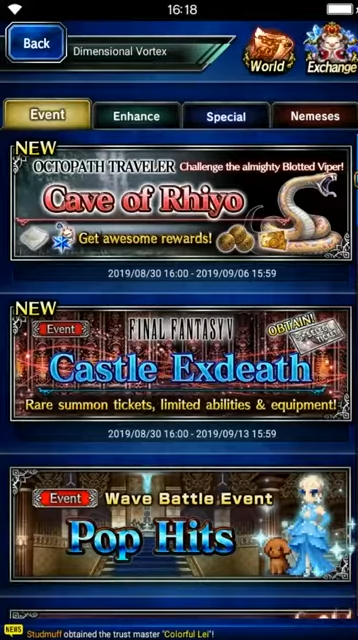 16:18
Back
Dimensional Vortex
World
Exchange
Event
Enhance
Special
Nemeses
NEW
OCTOPATH TRAVELER Challenge the almighty Blotted Viper!
Cave of Rhiyo
Get awesome rewards!
2019/08/30 16:00 - 2019/09/06 15:59
NEW
Event
FINAL FANTASY V
OBTAIN!
Castle Exdeath
Rare summon tickets, limited abilities & equipment!
2019/08/30 16:00 - 2019/09/13 15:59
Event
Wave Battle Event
Pop Hits
NEWS
Studmuff obtained the trust master "Colorful Lei"!